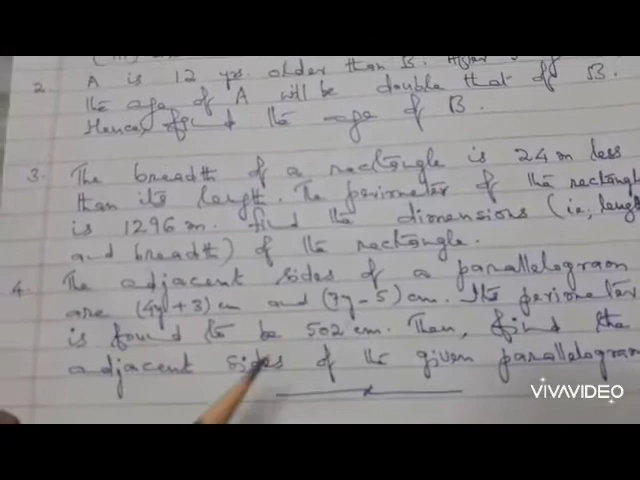 2. A is 12 yrs. older than B. After
the age of A will be double that of B.
Hence, find the age of B.
3. The breadth of a rectangle is 24 m less
than its length. The perimeter of the rectangle
is 1296 m. find the dimensions (ie, length
and breadth) of the rectangle.
4. The adjacent sides of a parallelogram
are (4y+3) cm and (7y-5) cm. Its perimeter
is found to be 502 cm. Then, find the
adjacent sides of the given parallelogram
VIVAVIDEO